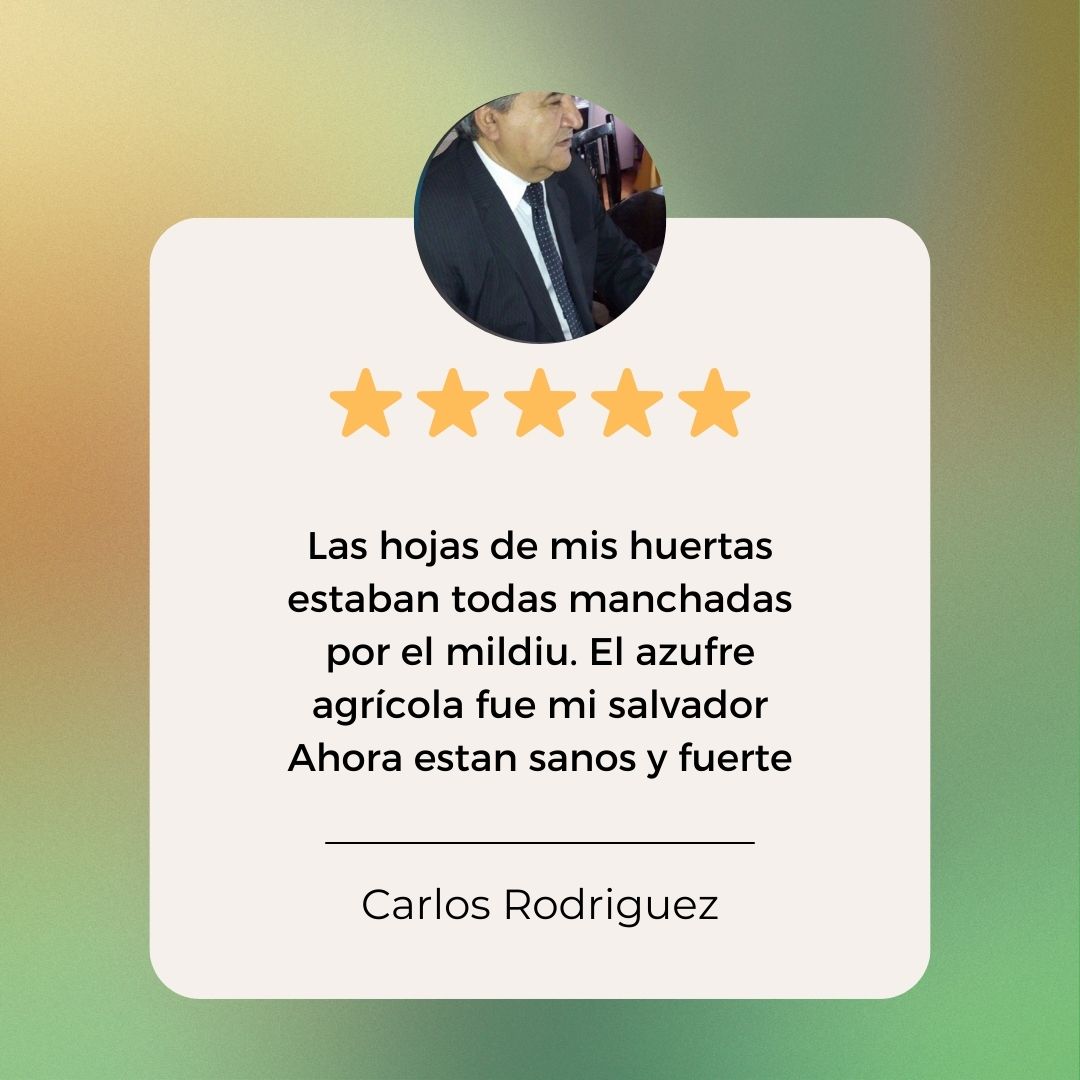 Las hojas de mis huertas
estaban todas manchadas
por el mildiu. El azufre
agrícola fue mi salvador
Ahora estan sanos y fuerte
Carlos Rodriguez